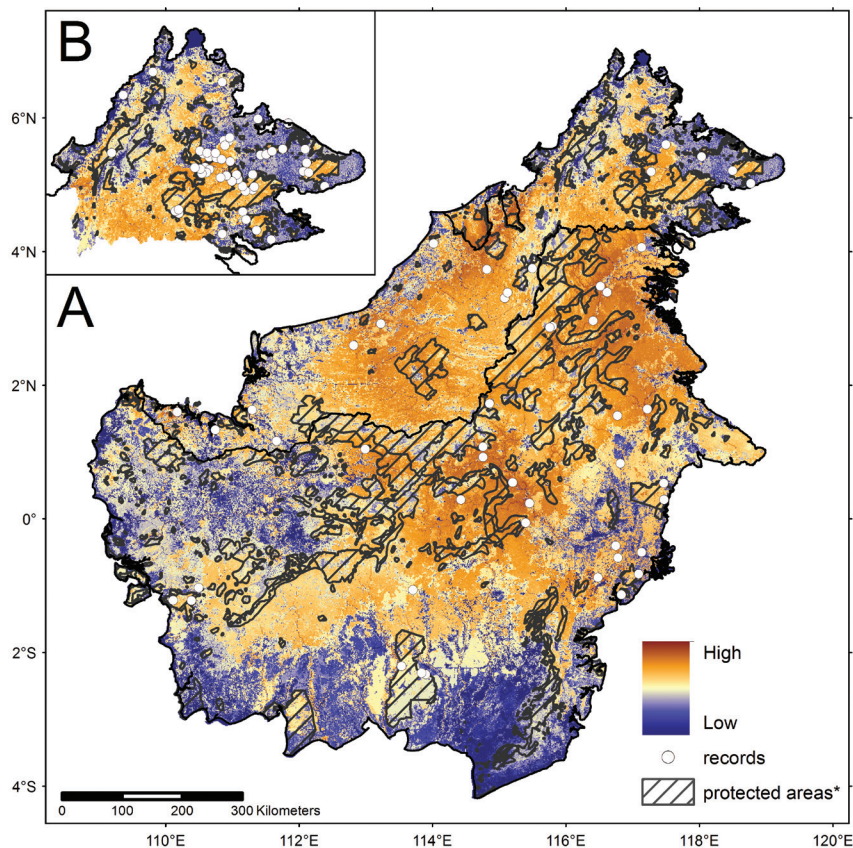 B
A
6°N
4°N
2°N
0°
2°S
4°S
High
Low
records
protected areas*
0 100 200 300 Kilometers
110°E 112°E 114°E 116°E 118°E 120°E